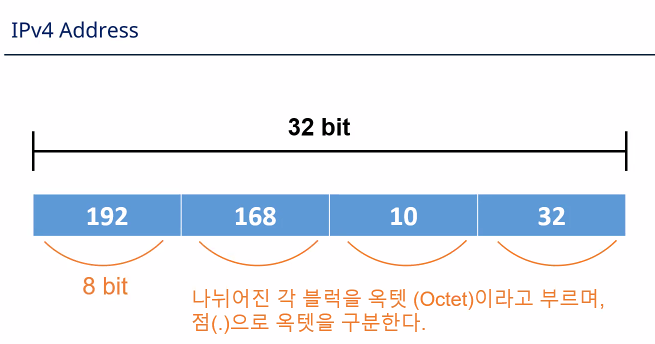 IPv4 Address
32 bit
192 168 10 32
8 bit
나뉘어진 각 블럭을 옥텟 (Octet)이라고 부르며,
점(.)으로 옥텟을 구분한다.